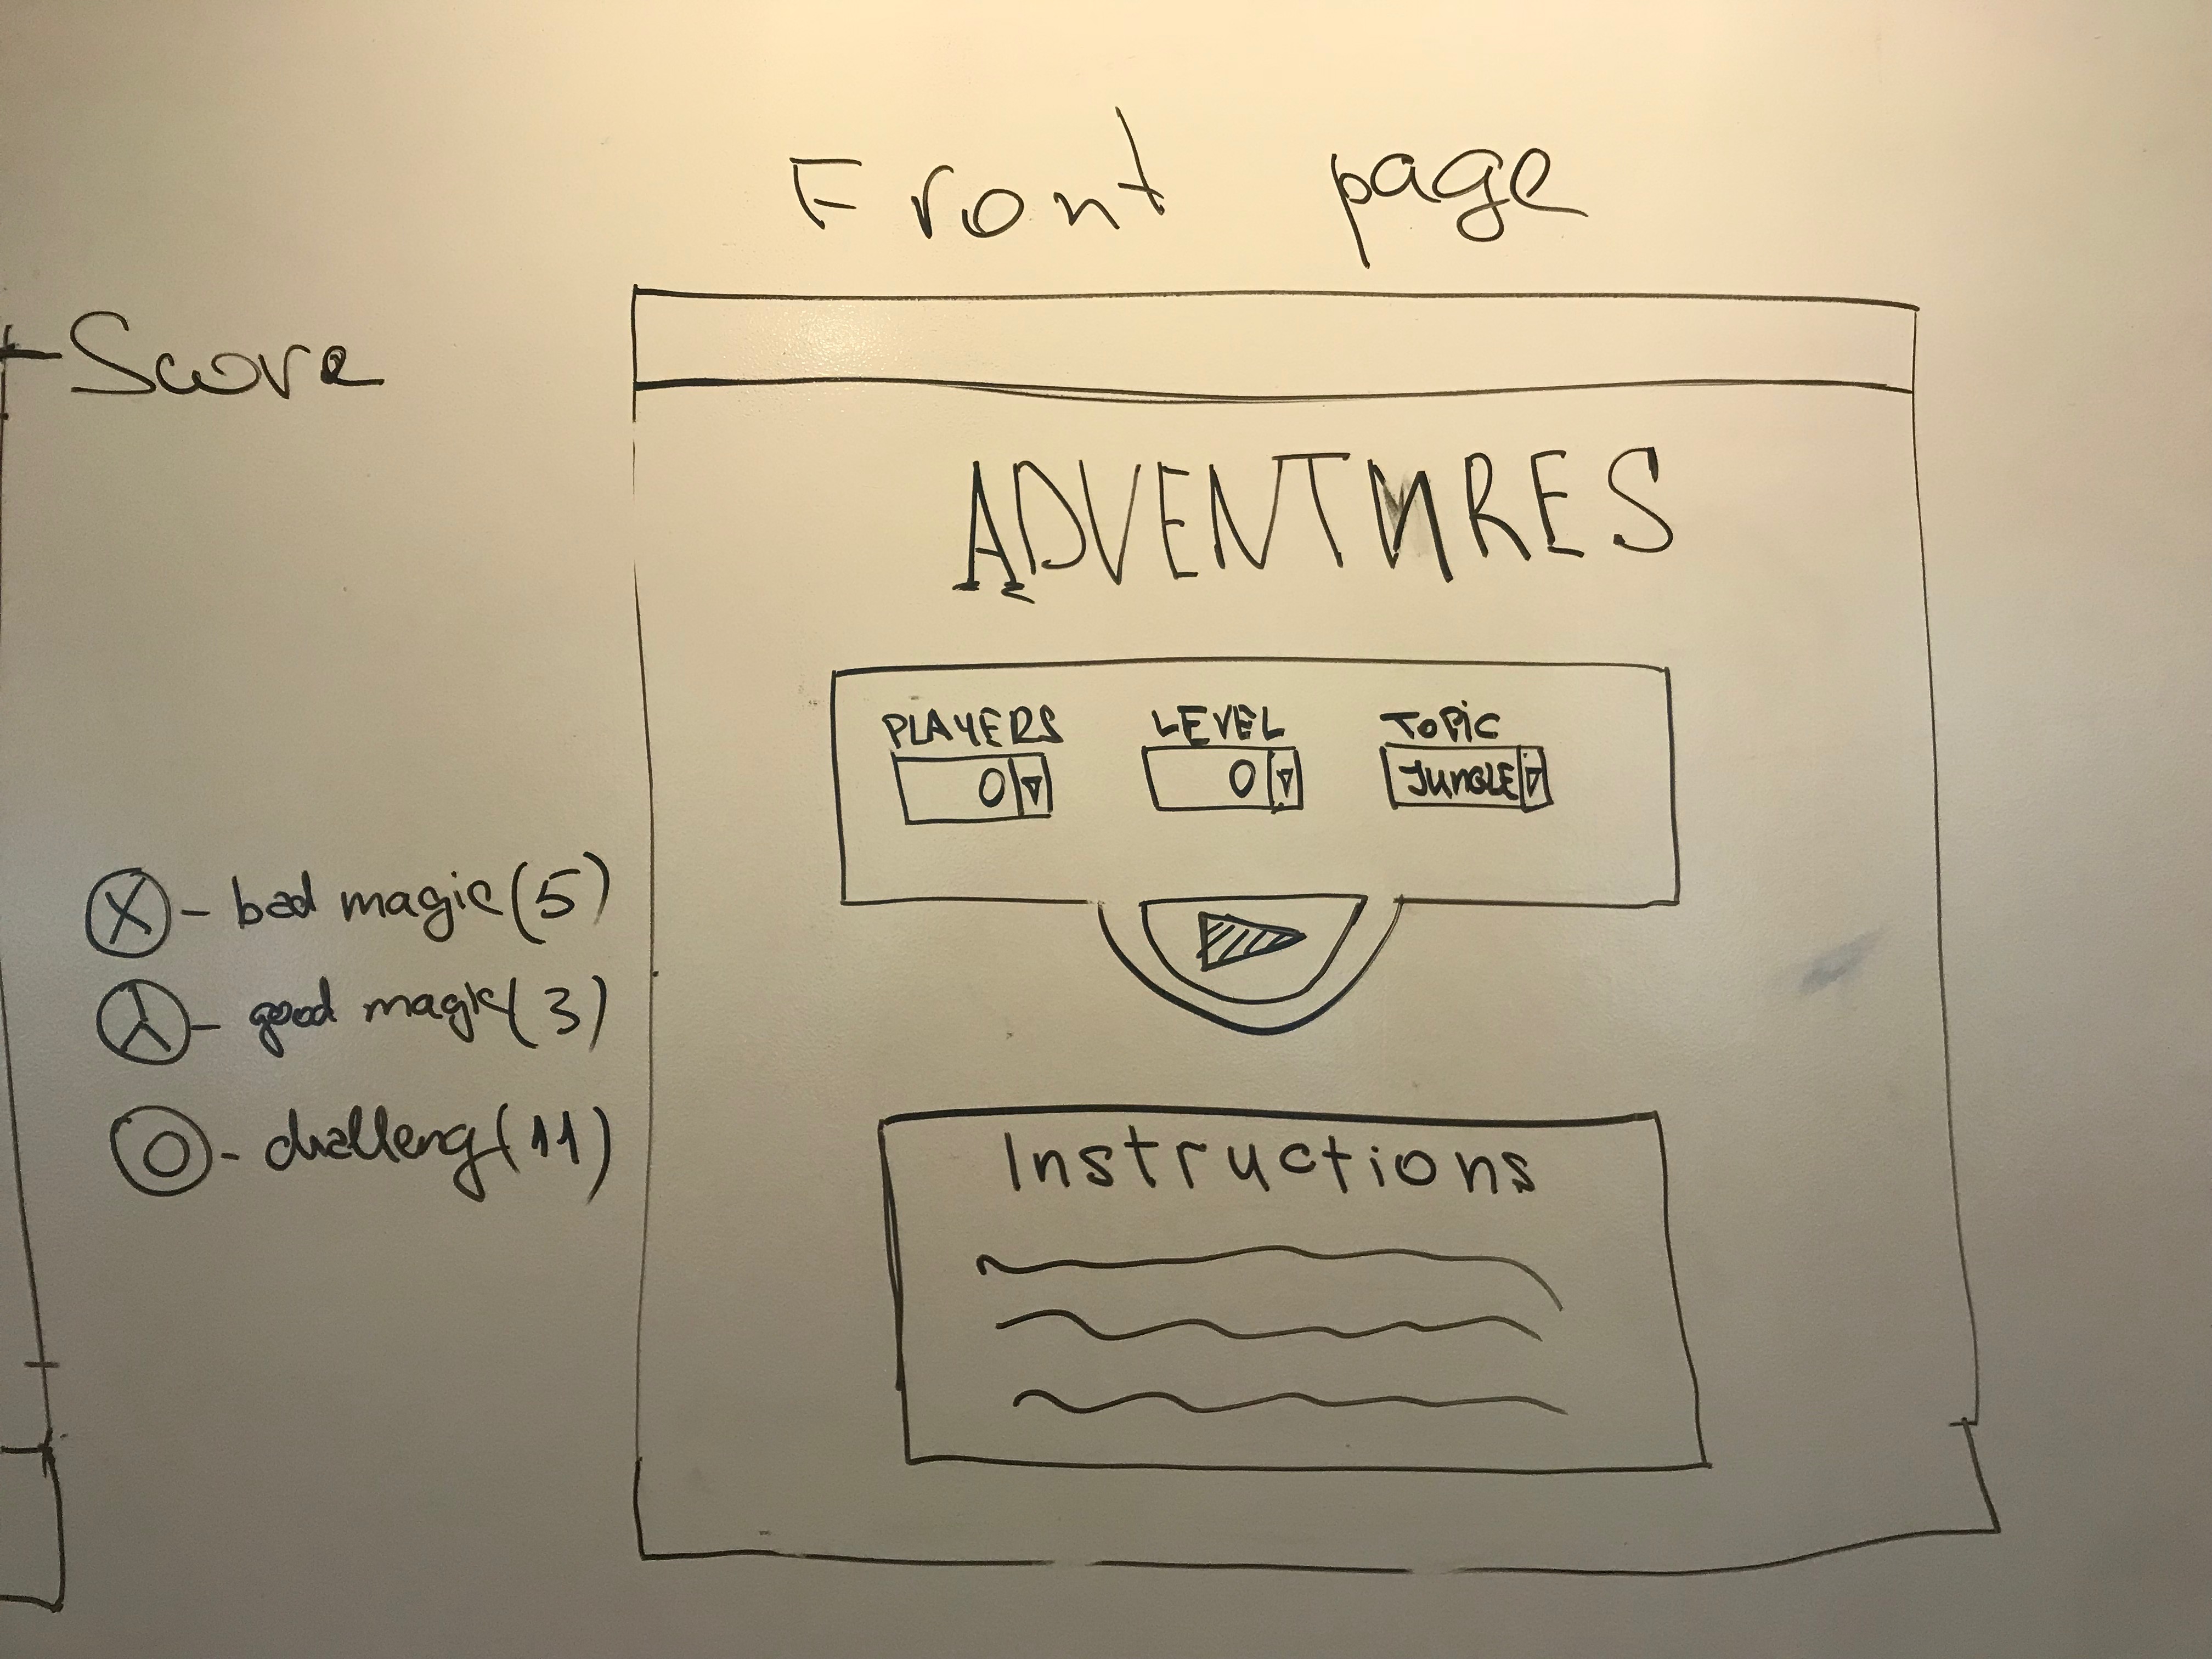 Front page
Score
ADVENTURES
PLAYERS LEVEL TOPIC
0 0 JUNGLE
bad magic (5)
good magic (3)
challeng (11)
Instructions